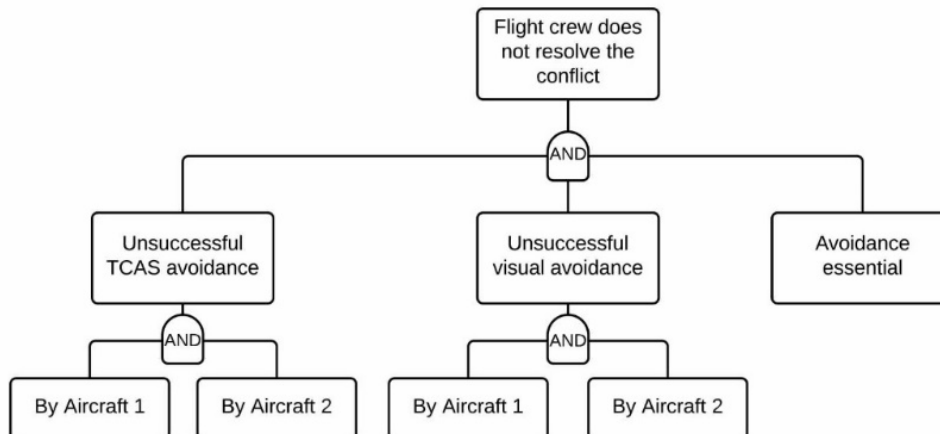 Flight crew does
not resolve the
conflict
AND
Unsuccessful
TCAS avoidance
Unsuccessful
visual avoidance
Avoidance
essential
AND
AND
By Aircraft 1
By Aircraft 2
By Aircraft 1
By Aircraft 2